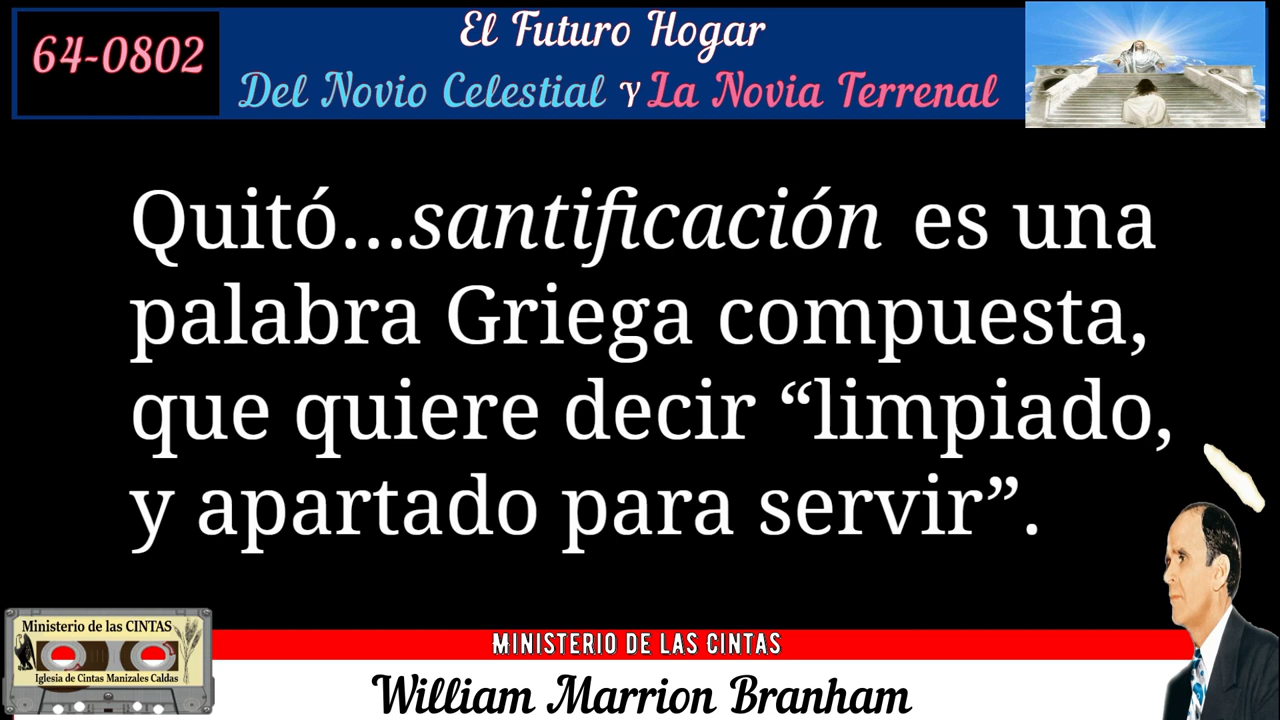 64-0802
El Futuro Hogar
Del Novio Celestial Y La Novia Terrenal
Quitó...santificación es una
palabra Griega compuesta,
que quiere decir “limpiado,
y apartado para servir”.
Ministerio de las CINTAS
Iglesia de Cintas Manizales Caldas
MINISTERIO DE LAS CINTAS
William Marrion Branham